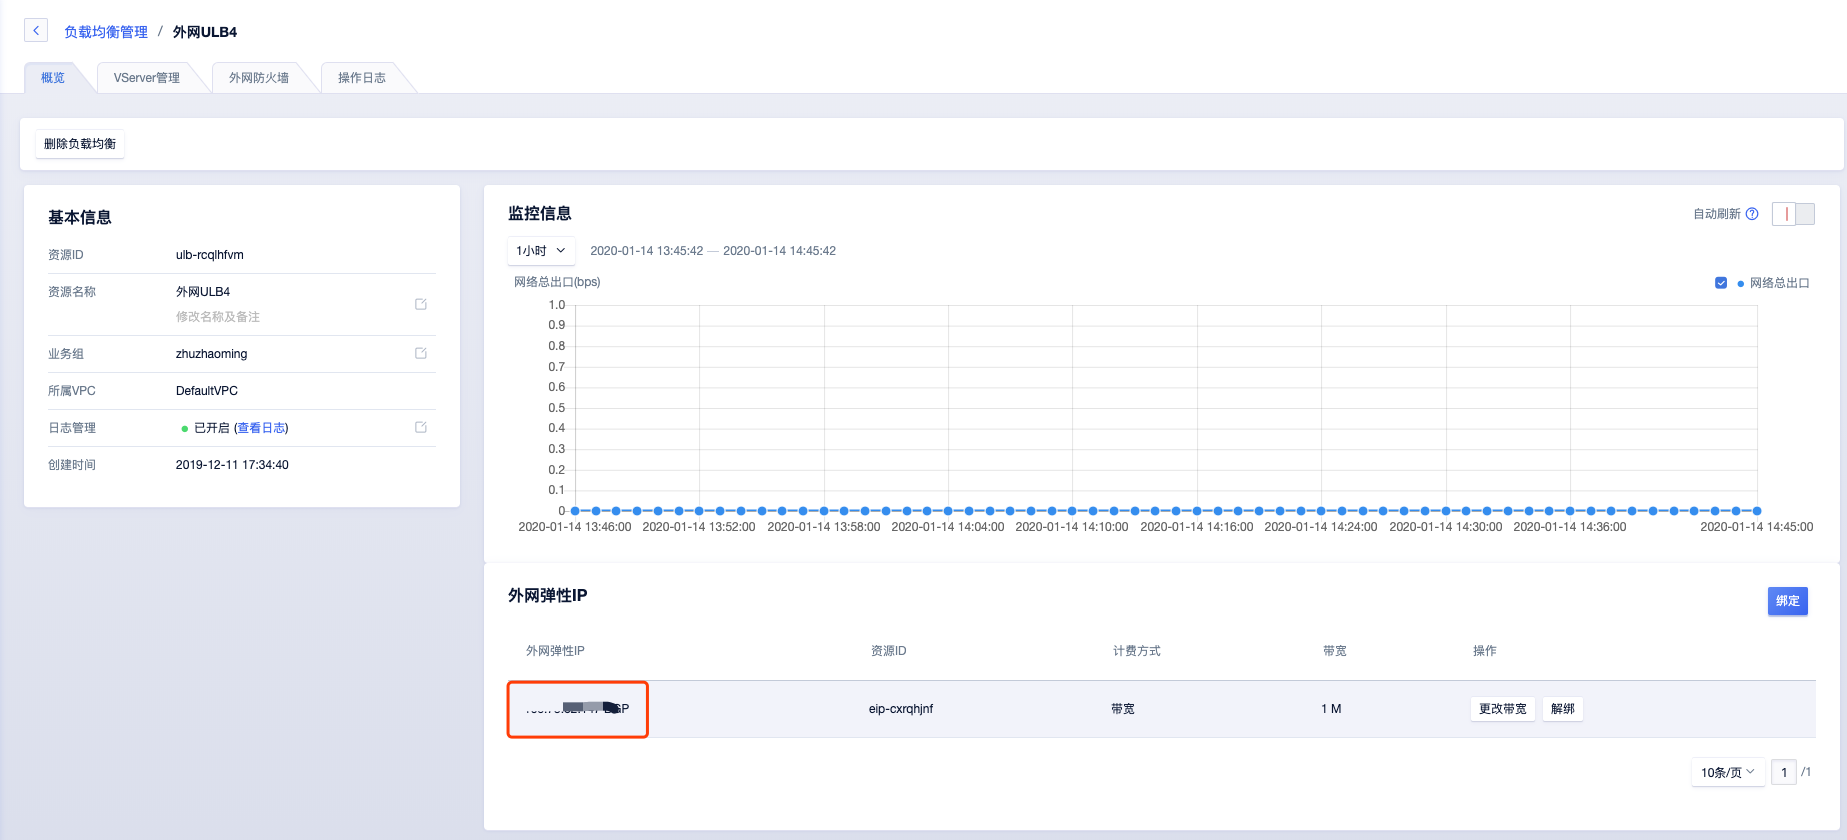 负载均衡管理 / 外网ULB4
概览 VServer管理 外网防火墙 操作日志
删除负载均衡
基本信息
资源ID ulb-rcqlhfvm
资源名称 外网ULB4
修改名称及备注
业务组 zhuzhaoming
所属VPC DefaultVPC
日志管理 已开启 (查看日志)
创建时间 2019-12-11 17:34:40
监控信息
自动刷新
1小时 2020-01-14 13:45:42 — 2020-01-14 14:45:42
网络总出口(bps)
网络总出口
1.0
0.9
0.8
0.7
0.6
0.5
0.4
0.3
0.2
0.1
0
2020-01-14 13:46:00 2020-01-14 13:52:00 2020-01-14 13:58:00 2020-01-14 14:04:00 2020-01-14 14:10:00 2020-01-14 14:16:00 2020-01-14 14:24:00 2020-01-14 14:30:00 2020-01-14 14:36:00 2020-01-14 14:45:00
外网弹性IP
绑定
外网弹性IP 资源ID 计费方式 带宽 操作
eip-cxrqhjnf 带宽 1 M 更改带宽 解绑
10条/页 1 /1